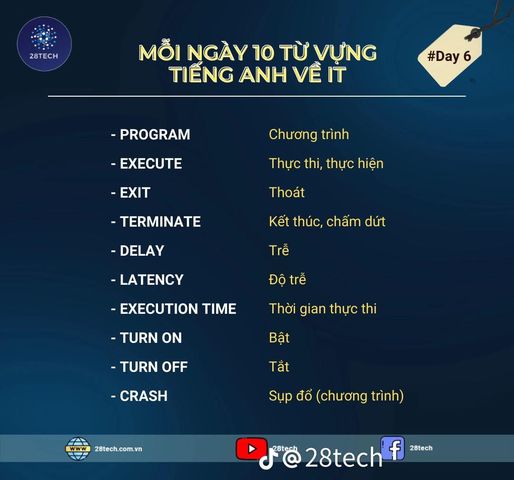 28TECH
MỖI NGÀY 10 TỪ VỰNG
TIẾNG ANH VỀ IT
#Day 6
- PROGRAM Chương trình
- EXECUTE Thực thi, thực hiện
- EXIT Thoát
- TERMINATE Kết thúc, chấm dứt
- DELAY Trễ
- LATENCY Độ trễ
- EXECUTION TIME Thời gian thực thi
- TURN ON Bật
- TURN OFF Tắt
- CRASH Sụp đổ (chương trình)
www 28tech.com.vn 28tech 28tech
@28tech